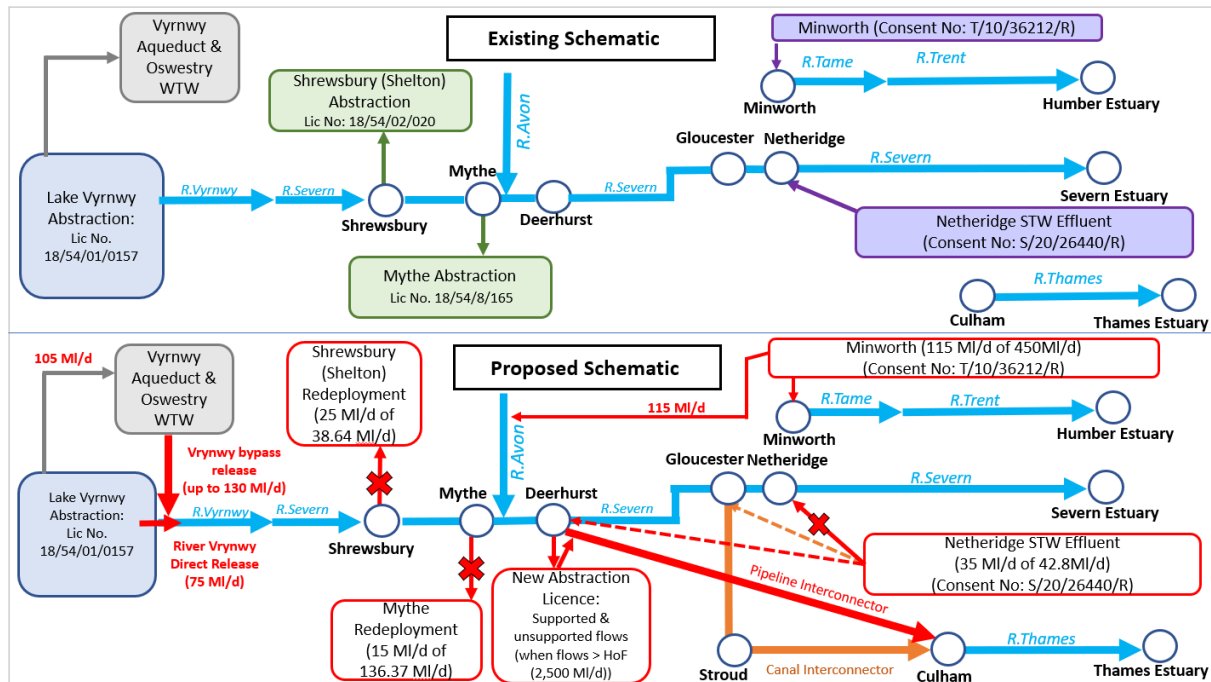 Existing Schematic
Vyrnwy
Aqueduct &
Oswestry
WTW
Lake Vyrnwy
Abstraction:
Lic No.
18/54/01/0157
R.Vyrnwy
R.Severn
Shrewsbury (Shelton)
Abstraction
Lic No: 18/54/02/020
Shrewsbury
Mythe
Mythe Abstraction
Lic No. 18/54/8/165
R.Avon
Deerhurst
R.Severn
Gloucester
Netheridge
R.Severn
Severn Estuary
Netheridge STW Effluent
(Consent No: S/20/26440/R)
Minworth (Consent No: T/10/36212/R)
Minworth
R.Tame
R.Trent
Humber Estuary
Culham
R.Thames
Thames Estuary
Proposed Schematic
105 Ml/d
Vyrnwy
Aqueduct &
Oswestry
WTW
Vrynwy bypass
release
(up to 130 Ml/d)
Lake Vyrnwy
Abstraction:
Lic No.
18/54/01/0157
R.Vyrnwy
R.Severn
River Vrynwy
Direct Release
(75 Ml/d)
Shrewsbury
(Shelton)
Redeployment
(25 Ml/d of
38.64 Ml/d)
Shrewsbury
Mythe
Mythe
Redeployment
(15 Ml/d of
136.37 Ml/d)
R.Avon
115 Ml/d
Deerhurst
New Abstraction
Licence:
Supported &
unsupported flows
(when flows > HoF
(2,500 Ml/d))
R.Severn
Gloucester
Netheridge
R.Severn
Severn Estuary
Netheridge STW Effluent
(35 Ml/d of 42.8Ml/d)
(Consent No: S/20/26440/R)
Minworth (115 Ml/d of 450Ml/d)
(Consent No: T/10/36212/R)
Minworth
R.Tame
R.Trent
Humber Estuary
Pipeline Interconnector
Stroud
Canal Interconnector
Culham
R.Thames
Thames Estuary